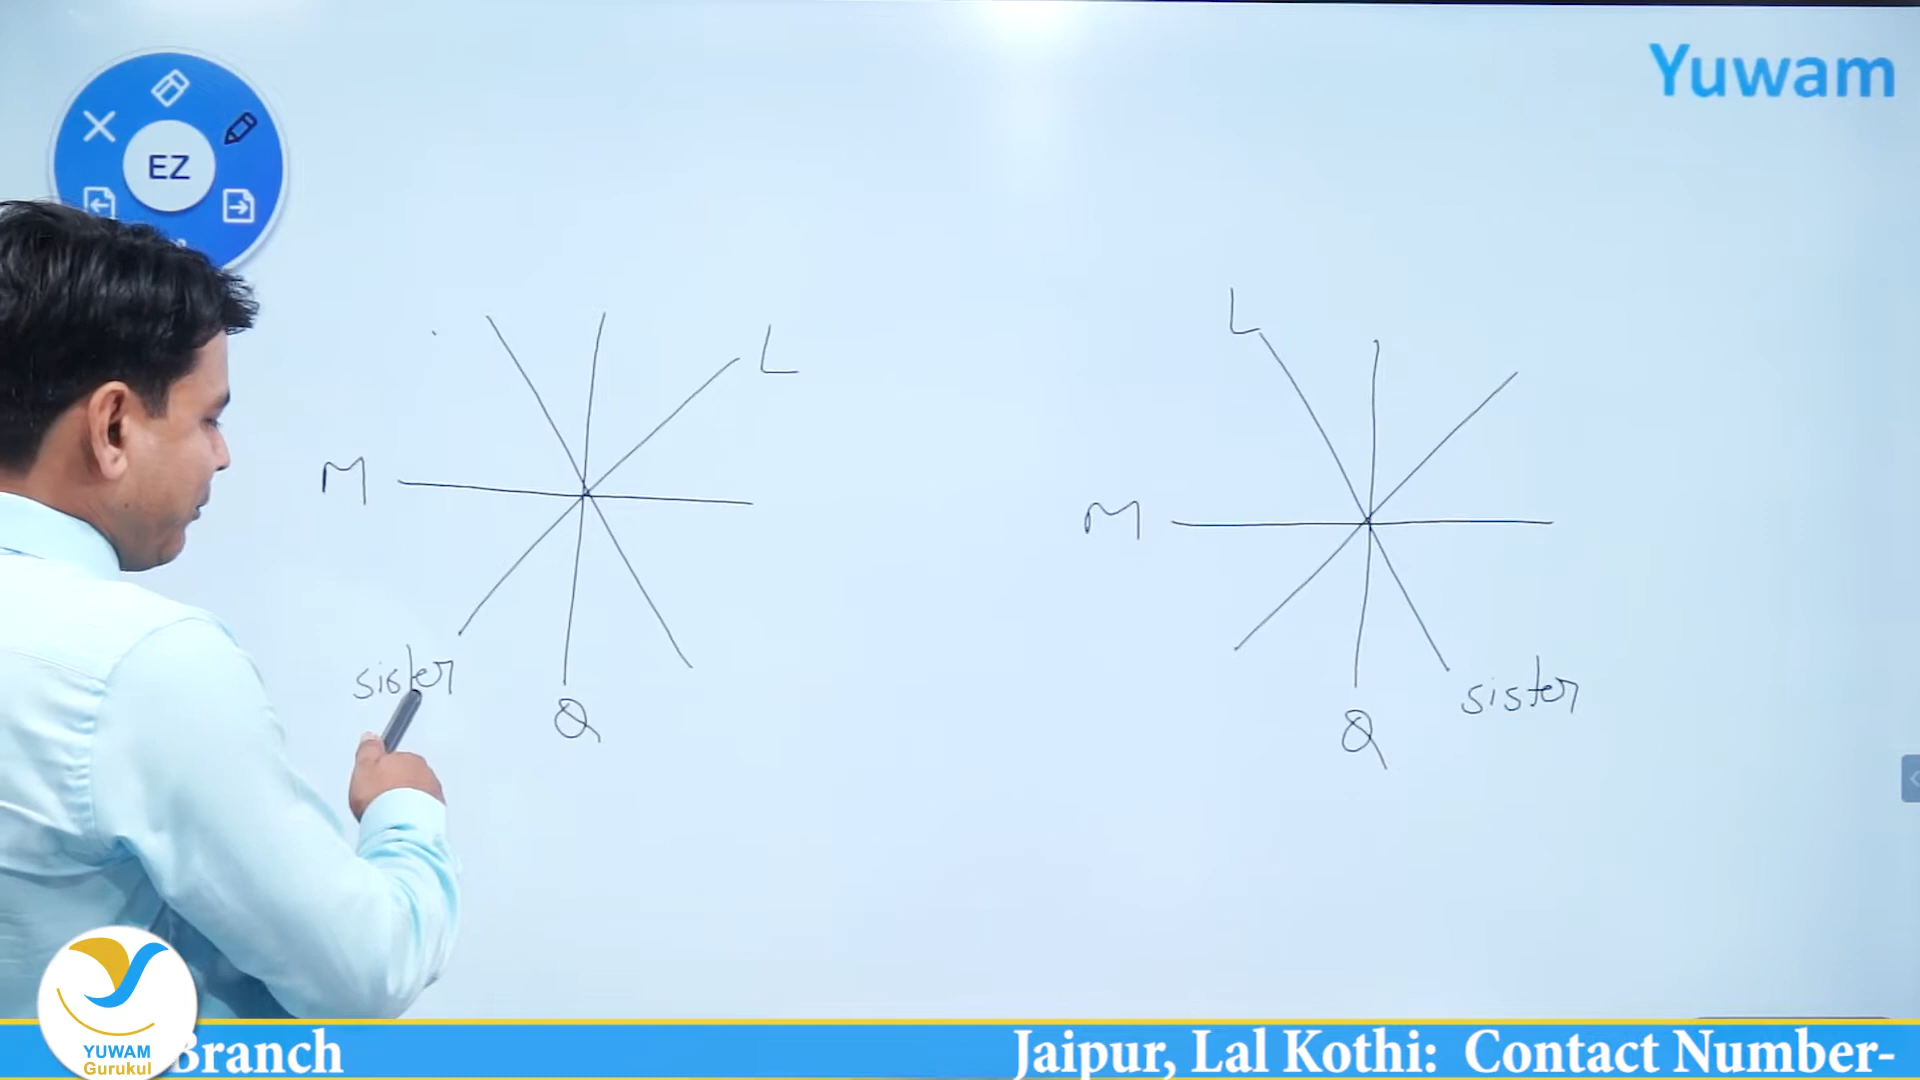 Yuwam
EZ
L
L
M
M
sister
sister
Q
Q
YUWAM
Gurukul
Branch
Jaipur, Lal Kothi: Contact Number-